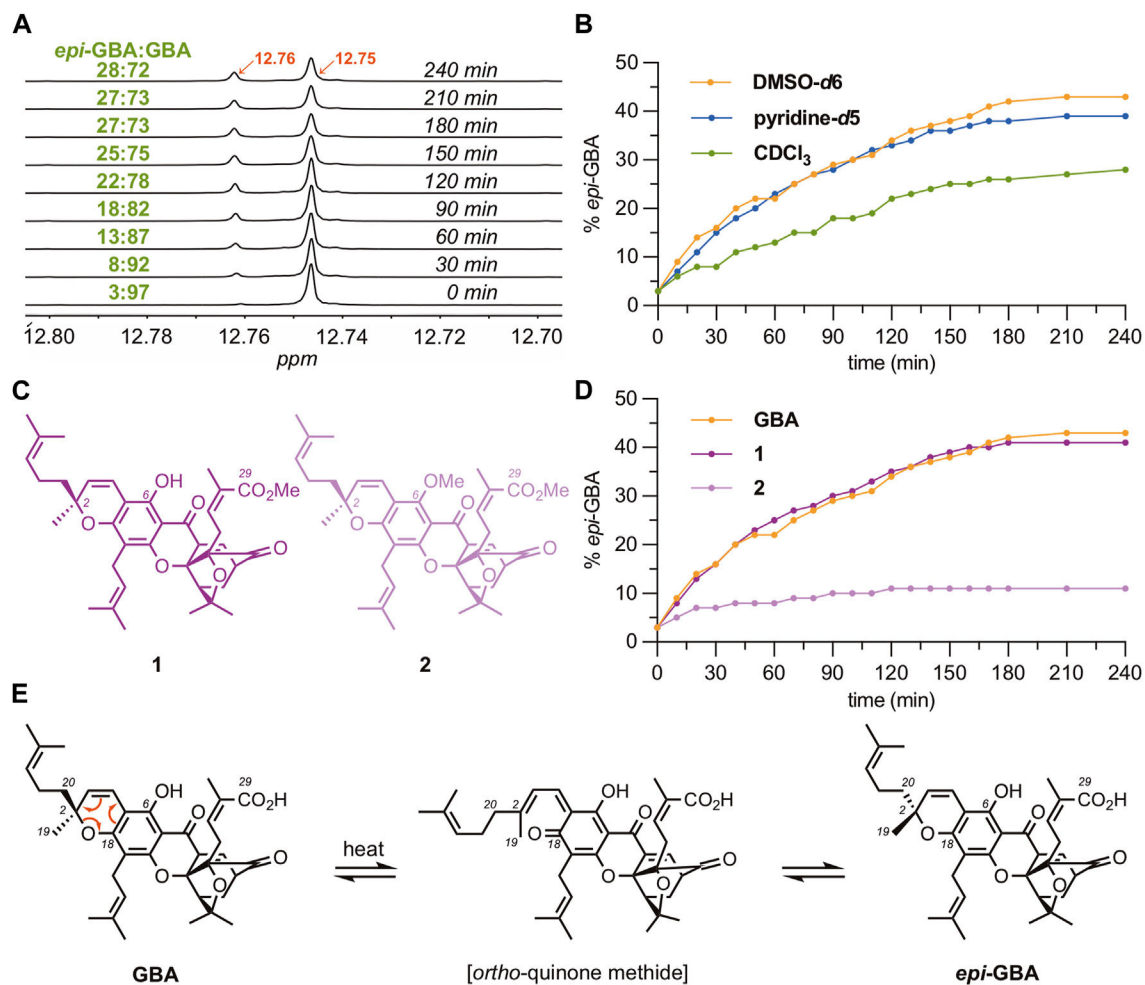 A
epi-GBA:GBA
12.76
12.75
28:72
240 min
27:73
210 min
27:73
180 min
25:75
150 min
22:78
120 min
18:82
90 min
13:87
60 min
8:92
30 min
3:97
0 min
12.80
12.78
12.76
12.74
12.72
12.70
ppm
B
% epi-GBA
50
40
30
20
10
0
DMSO-d6
pyridine-d5
CDCl3
0
30
60
90
120
150
180
210
240
time (min)
C
29
OH
CO2Me
6
2
O
O
O
O
O
1
29
OMe
CO2Me
6
2
O
O
O
O
O
2
D
% epi-GBA
50
40
30
20
10
0
GBA
1
2
0
30
60
90
120
150
180
210
240
time (min)
E
29
20
OH
CO2H
6
2
O
19
O
18
O
O
O
GBA
heat
29
20
2
OH
CO2H
6
O
19
O
18
O
O
O
[ortho-quinone methide]
29
20
OH
CO2H
6
2
O
19
O
18
O
O
O
epi-GBA